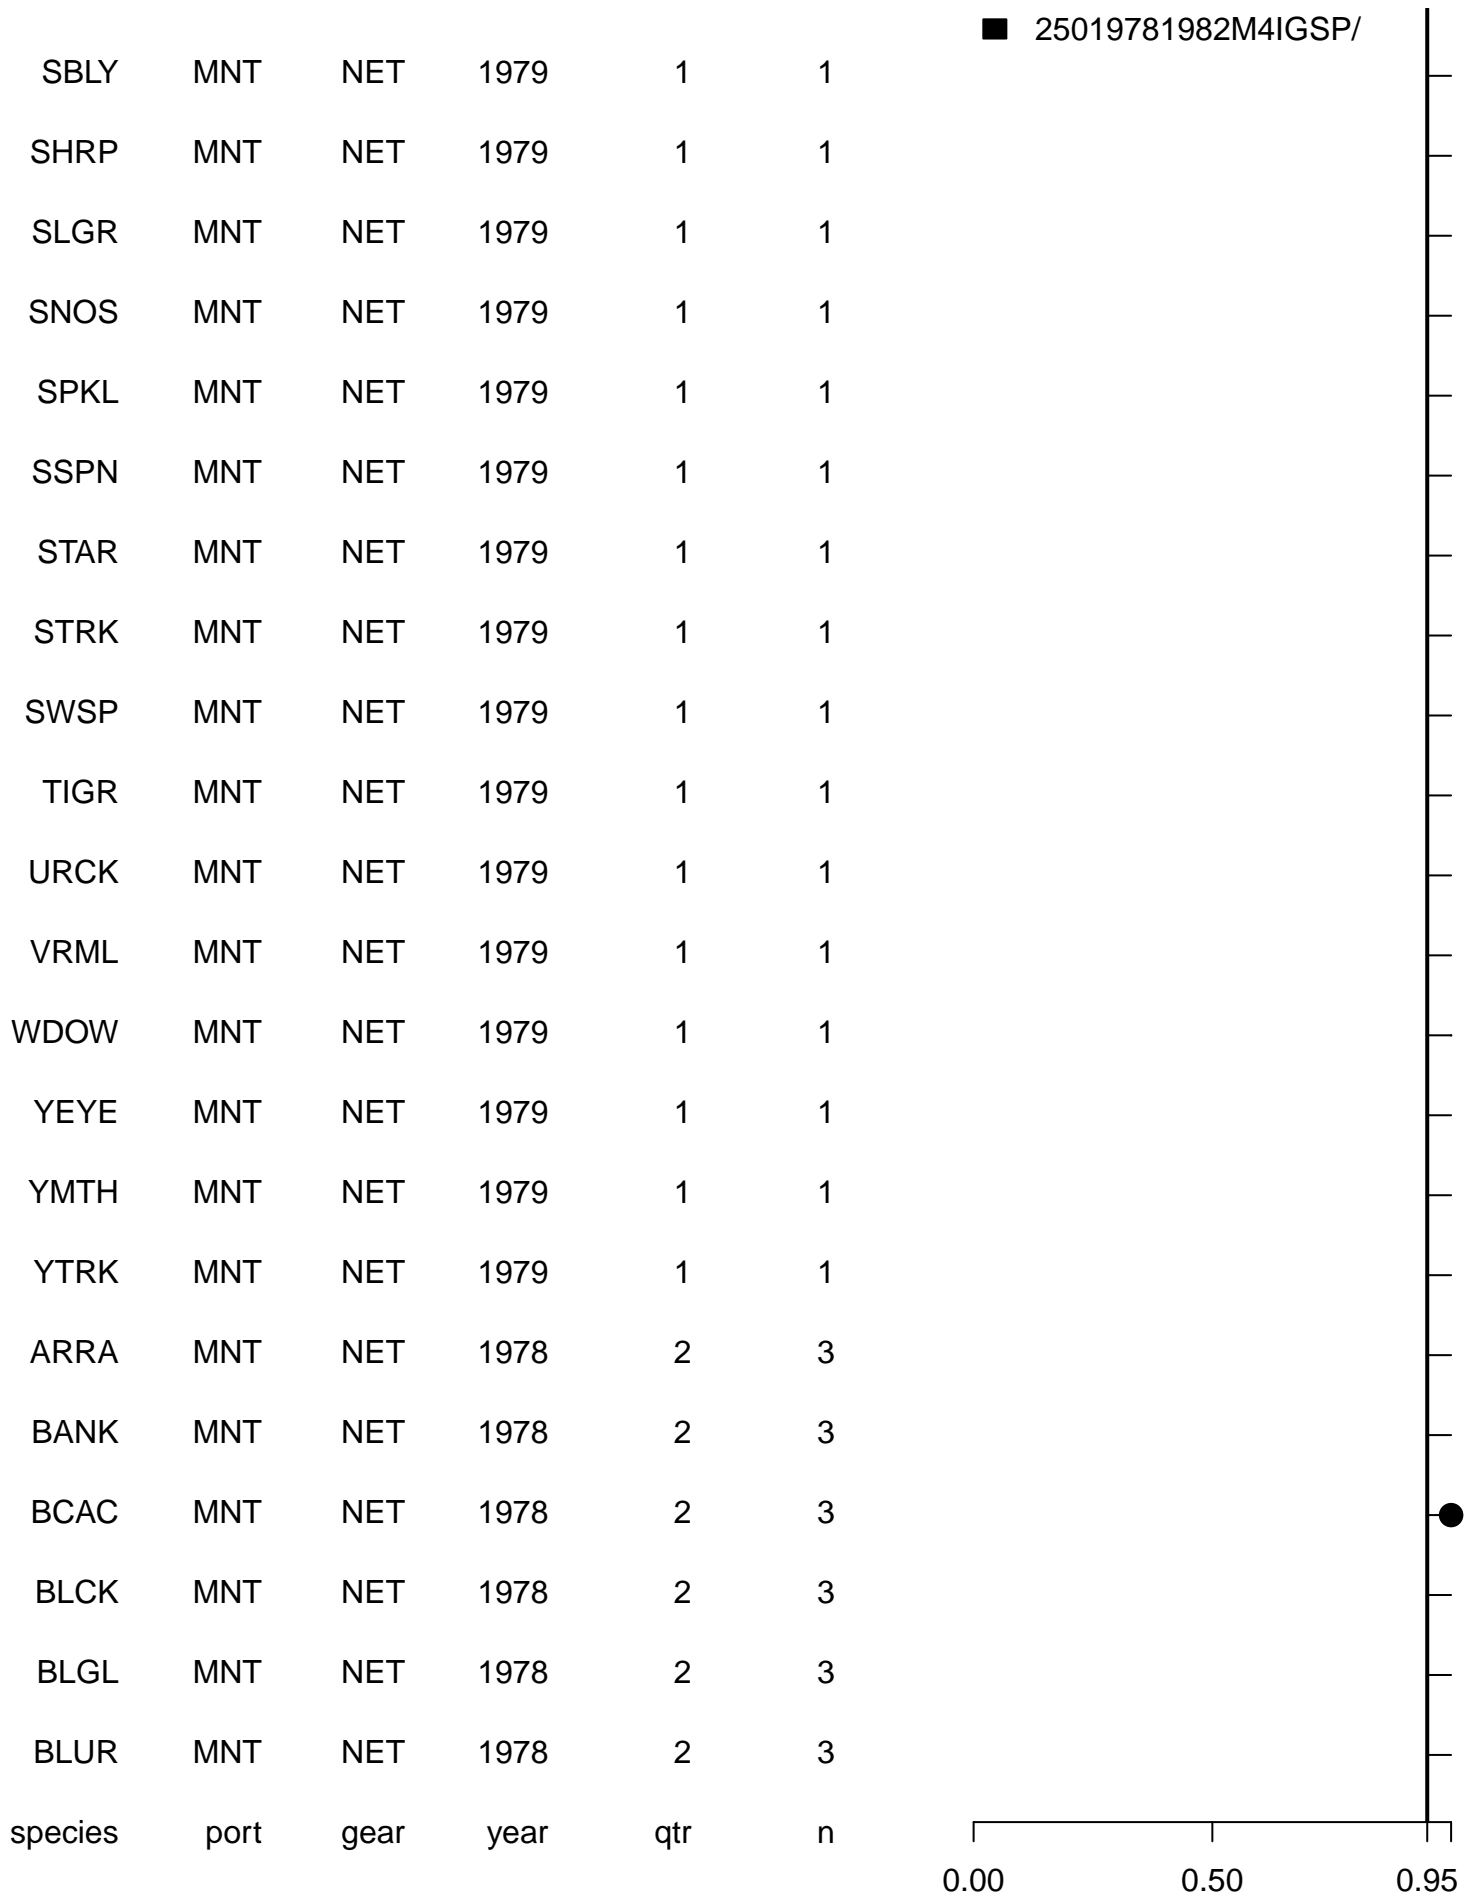 25019781982M4IGSP/
SBLY MNT NET 1979 1 1
SHRP MNT NET 1979 1 1
SLGR MNT NET 1979 1 1
SNOS MNT NET 1979 1 1
SPKL MNT NET 1979 1 1
SSPN MNT NET 1979 1 1
STAR MNT NET 1979 1 1
STRK MNT NET 1979 1 1
SWSP MNT NET 1979 1 1
TIGR MNT NET 1979 1 1
URCK MNT NET 1979 1 1
VRML MNT NET 1979 1 1
WDOW MNT NET 1979 1 1
YEYE MNT NET 1979 1 1
YMTH MNT NET 1979 1 1
YTRK MNT NET 1979 1 1
ARRA MNT NET 1978 2 3
BANK MNT NET 1978 2 3
BCAC MNT NET 1978 2 3
BLCK MNT NET 1978 2 3
BLGL MNT NET 1978 2 3
BLUR MNT NET 1978 2 3
species port gear year qtr n
0.00 0.50 0.95